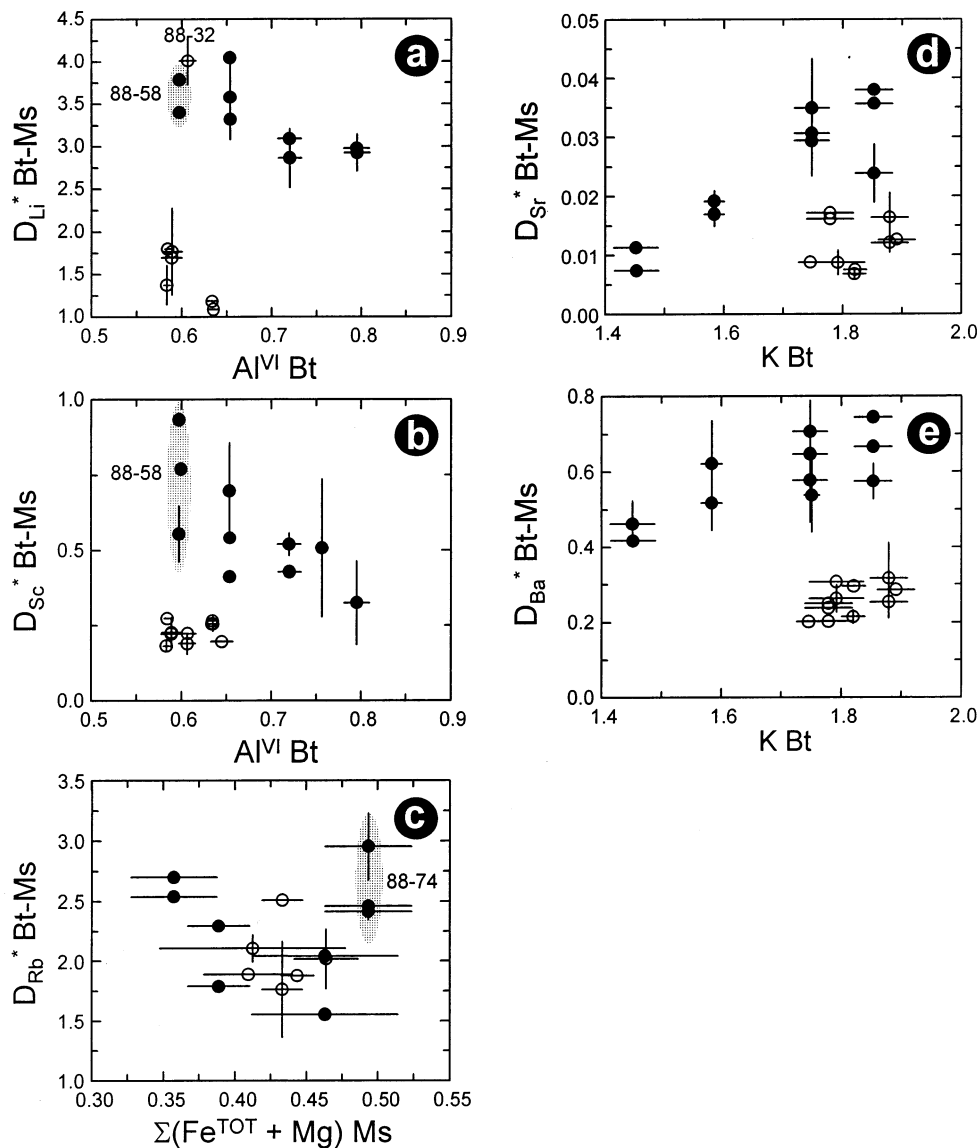 a
4.5
4.0
3.5
3.0
2.5
2.0
1.5
1.0
D_Li* Bt-Ms
88-32
88-58
0.5 0.6 0.7 0.8 0.9
Al^VI Bt
b
1.0
0.5
0.0
D_Sc* Bt-Ms
88-58
0.5 0.6 0.7 0.8 0.9
Al^VI Bt
c
3.5
3.0
2.5
2.0
1.5
1.0
D_Rb* Bt-Ms
88-74
0.30 0.35 0.40 0.45 0.50 0.55
Σ(Fe^TOT + Mg) Ms
d
0.05
0.04
0.03
0.02
0.01
0.00
D_Sr* Bt-Ms
1.4 1.6 1.8 2.0
K Bt
e
0.8
0.6
0.4
0.2
0.0
D_Ba* Bt-Ms
1.4 1.6 1.8 2.0
K Bt